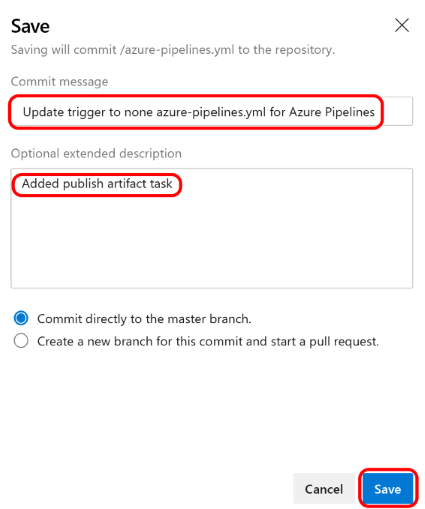 Save
Saving will commit /azure-pipelines.yml to the repository.
Commit message
Update trigger to none azure-pipelines.yml for Azure Pipelines
Optional extended description
Added publish artifact task
Commit directly to the master branch.
Create a new branch for this commit and start a pull request.
Cancel
Save